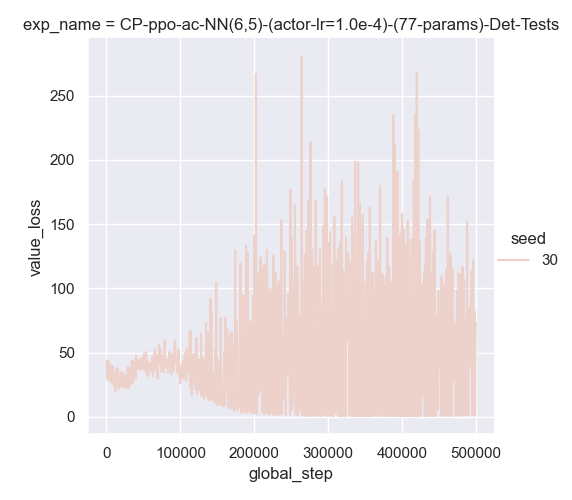 exp_name = CP-ppo-ac-NN(6,5)-(actor-lr=1.0e-4)-(77-params)-Det-Tests
250
200
150
100
50
0
value_loss
0 100000 200000 300000 400000 500000
global_step
seed
30